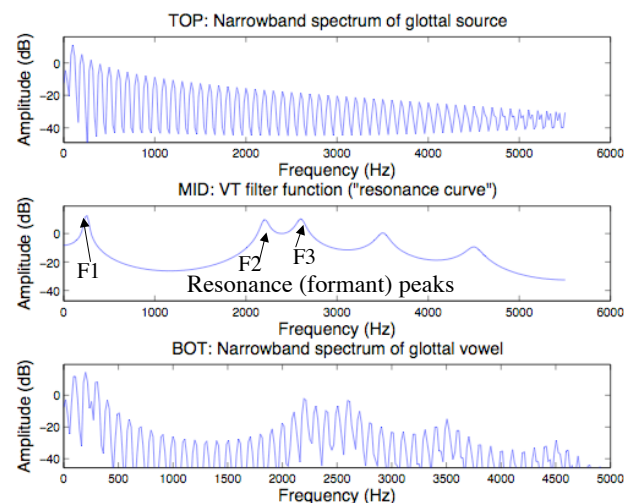 TOP: Narrowband spectrum of glottal source
Amplitude (dB)
0
-20
-40
0 1000 2000 3000 4000 5000 6000
Frequency (Hz)
MID: VT filter function ("resonance curve")
Amplitude (dB)
0
-20
-40
F1 F2 F3
Resonance (formant) peaks
0 1000 2000 3000 4000 5000 6000
Frequency (Hz)
BOT: Narrowband spectrum of glottal vowel
Amplitude (dB)
0
-20
-40
0 500 1000 1500 2000 2500 3000 3500 4000 4500 5000
Frequency (Hz)